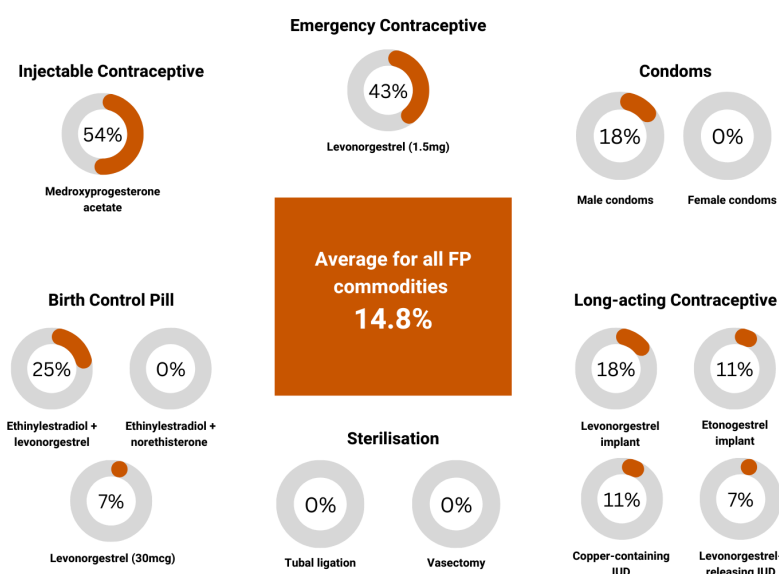 Emergency Contraceptive
43%
Levonorgestrel (1.5mg)
Injectable Contraceptive
54%
Medroxyprogesterone
acetate
Condoms
18%
0%
Male condoms
Female condoms
Average for all FP
commodities
14.8%
Birth Control Pill
25%
0%
Ethinylestradiol +
levonorgestrel
Ethinylestradiol +
norethisterone
7%
Levonorgestrel (30mcg)
Sterilisation
0%
0%
Tubal ligation
Vasectomy
Long-acting Contraceptive
18%
11%
Levonorgestrel
implant
Etonogestrel
implant
11%
7%
Copper-containing
IUD
Levonorgestrel-
releasing IUD